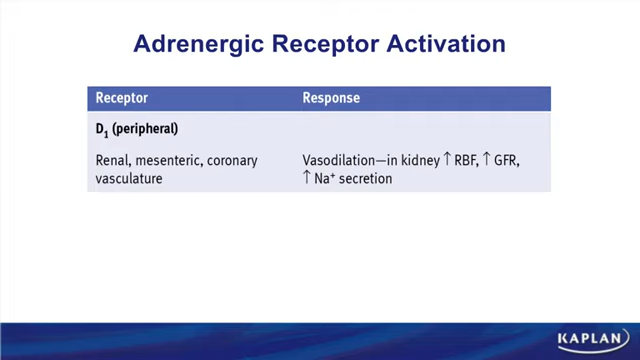 Adrenergic Receptor Activation
Receptor Response
D₁ (peripheral)
Renal, mesenteric, coronary Vasodilation—in kidney ↑ RBF, ↑ GFR,
vasculature ↑ Na⁺ secretion
KAPLAN